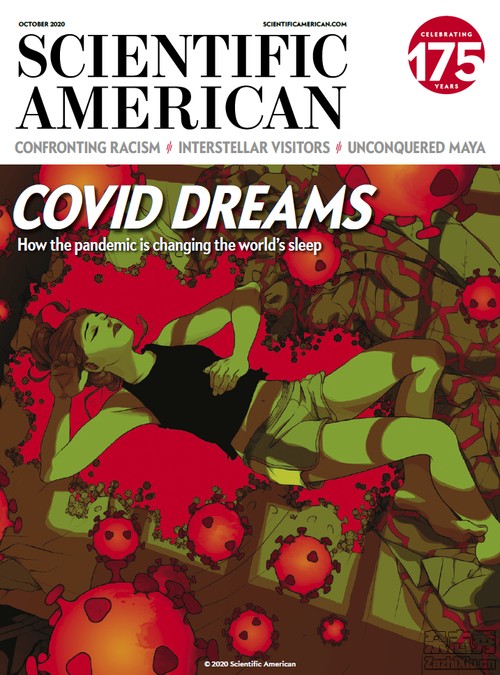 OCTOBER 2020 SCIENTIFICAMERICAN.COM
SCIENTIFIC
AMERICAN
CELEBRATING
175
YEARS
CONFRONTING RACISM // INTERSTELLAR VISITORS // UNCONQUERED MAYA
COVID DREAMS
How the pandemic is changing the world's sleep
© 2020 Scientific American